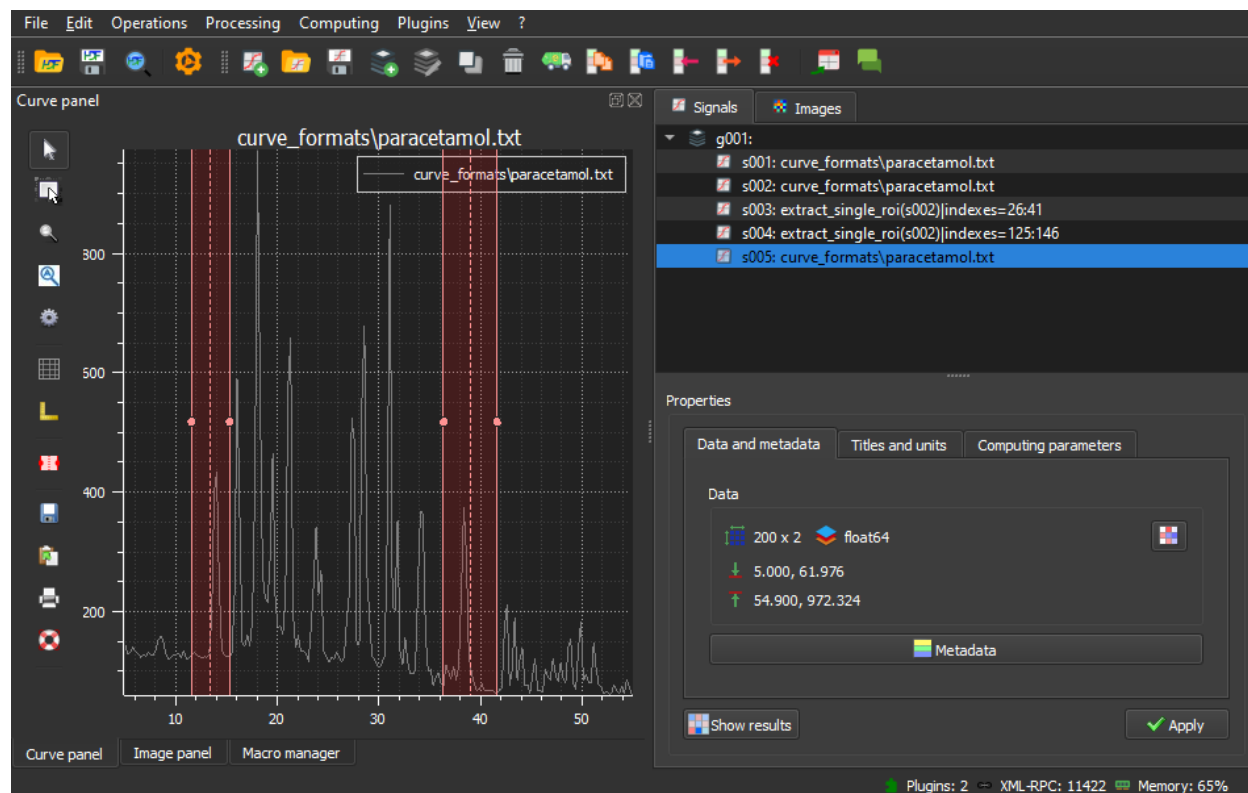 File Edit Operations Processing Computing Plugins View ?
Curve panel
curve_formats\paracetamol.txt
curve_formats\paracetamol.txt
800
600
400
200
10 20 30 40 50
Curve panel Image panel Macro manager
Signals Images
g001:
s001: curve_formats\paracetamol.txt
s002: curve_formats\paracetamol.txt
s003: extract_single_roi(s002)|indexes=26:41
s004: extract_single_roi(s002)|indexes=125:146
s005: curve_formats\paracetamol.txt
Properties
Data and metadata Titles and units Computing parameters
Data
200 x 2 float64
5.000, 61.976
54.900, 972.324
Metadata
Show results Apply
Plugins: 2 XML-RPC: 11422 Memory: 65%